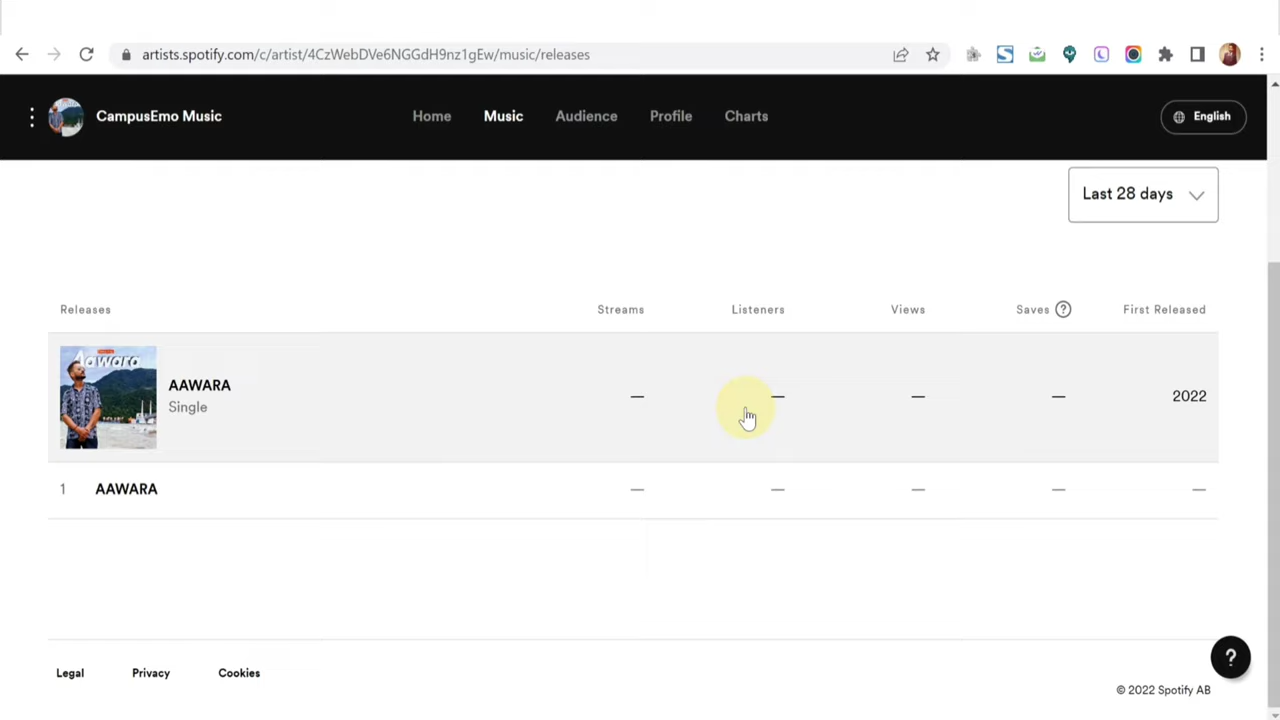 artists.spotify.com/c/artist/4CzWebDVe6NGGdH9nz1gEw/music/releases
CampusEmo Music Home Music Audience Profile Charts English
Last 28 days
Releases Streams Listeners Views Saves ? First Released
Aawara
AAWARA
Single
— — — — 2022
1 AAWARA — — — — —
Legal Privacy Cookies
?
© 2022 Spotify AB